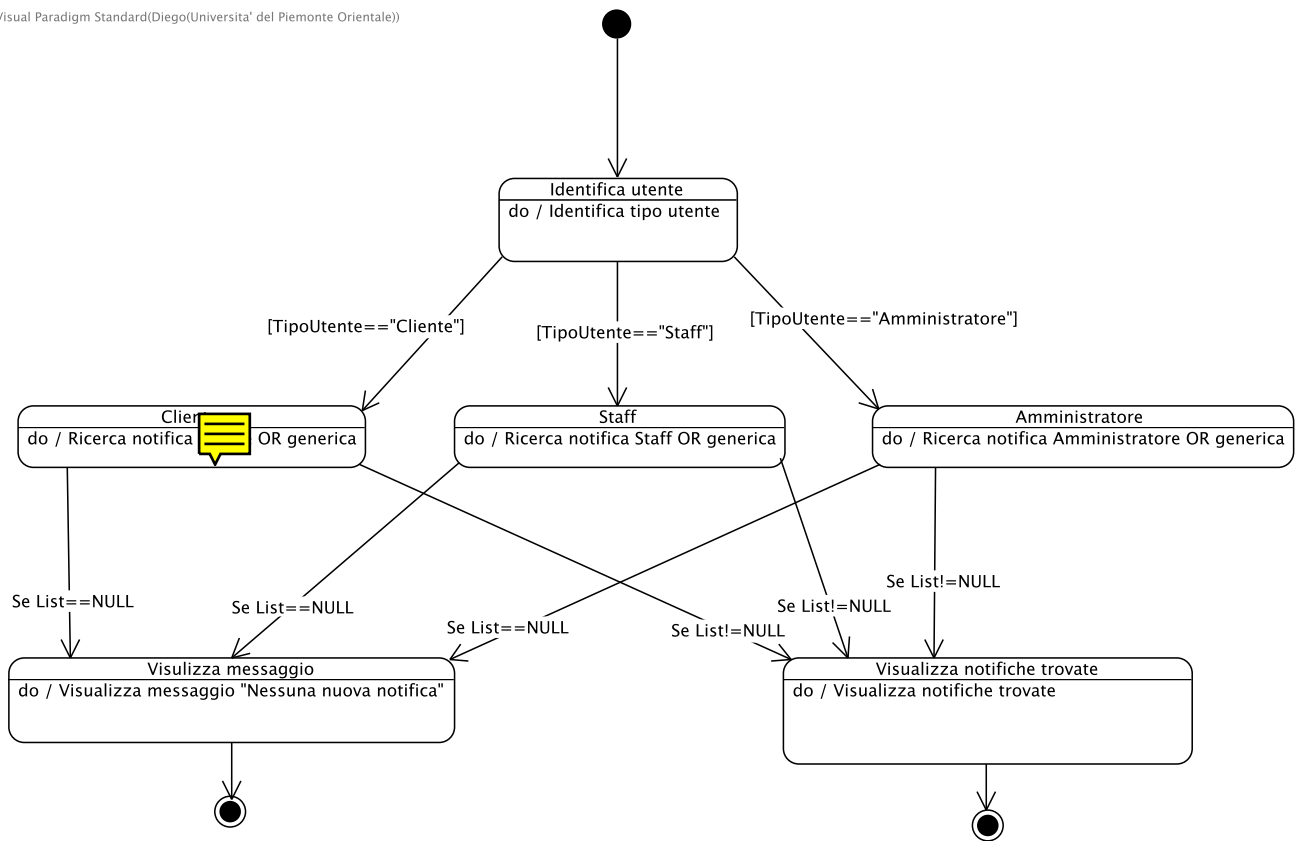 Visual Paradigm Standard(Diego(Universita' del Piemonte Orientale))
Identifica utente
do / Identifica tipo utente
[TipoUtente=="Cliente"]
[TipoUtente=="Staff"]
[TipoUtente=="Amministratore"]
Staff
Amministratore
do / Ricerca notifica OR generica
do / Ricerca notifica Staff OR generica
do / Ricerca notifica Amministratore OR generica
Se List!=NULL
Se List==NULL
Se List==NULL
Se List!=NULL
Se List==NULL
Se List!=NULL
Visulizza messaggio
do / Visualizza messaggio "Nessuna nuova notifica"
Visualizza notifiche trovate
do / Visualizza notifiche trovate